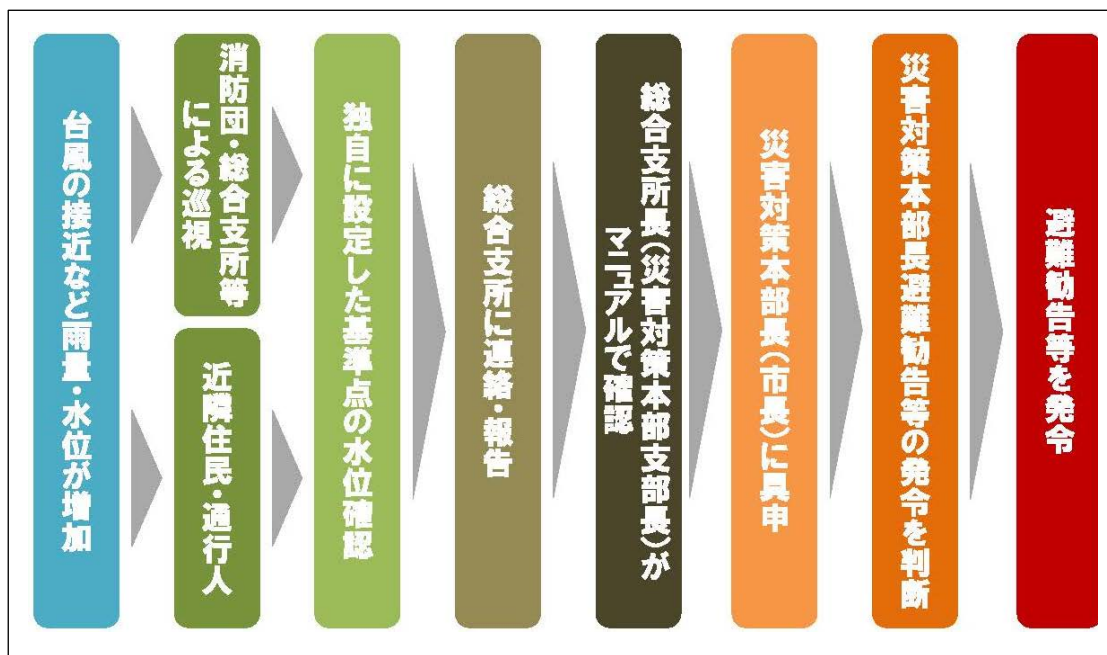 台風の接近など雨量・水位が増加
消防団・総合支所等
による巡視
近隣住民・通行人
独自に設定した基準点の水位確認
総合支所に連絡・報告
総合支所長(災害対策本部支部長)が
マニュアルで確認
災害対策本部長(市長)に具申
災害対策本部長避難勧告等の発令を判断
避難勧告等を発令